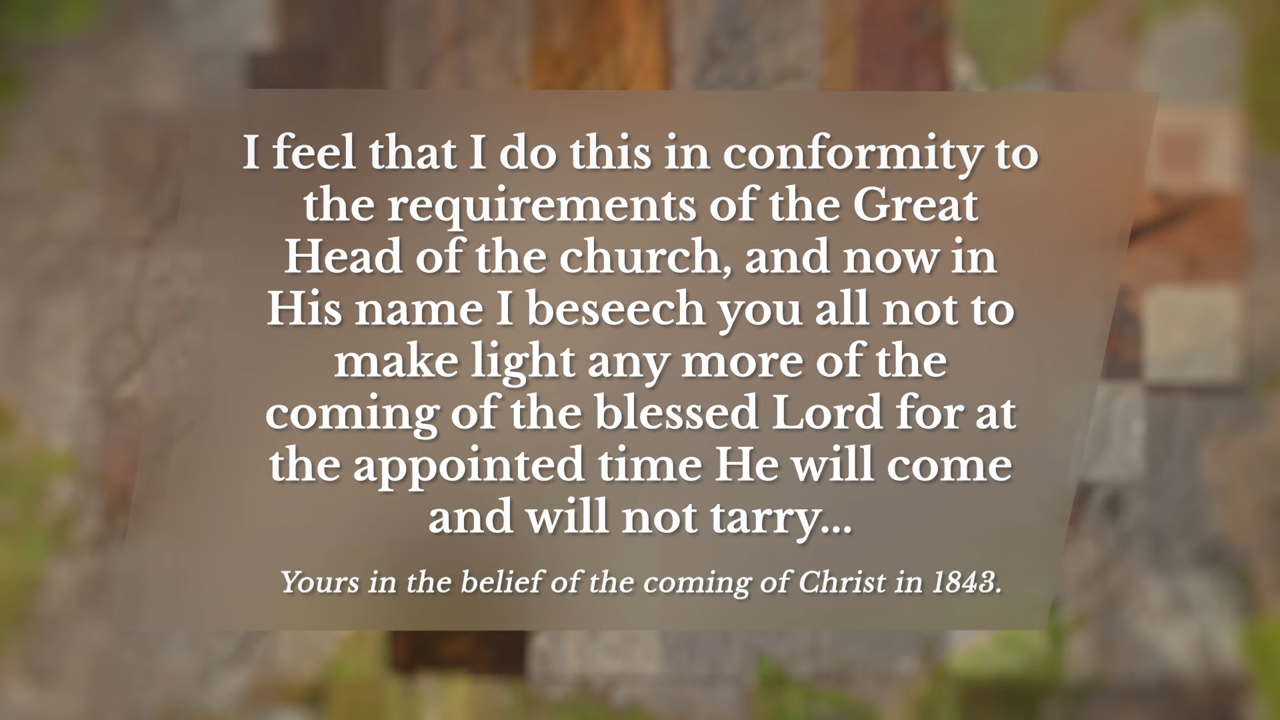 I feel that I do this in conformity to
the requirements of the Great
Head of the church, and now in
His name I beseech you all not to
make light any more of the
coming of the blessed Lord for at
the appointed time He will come
and will not tarry...
Yours in the belief of the coming of Christ in 1843.